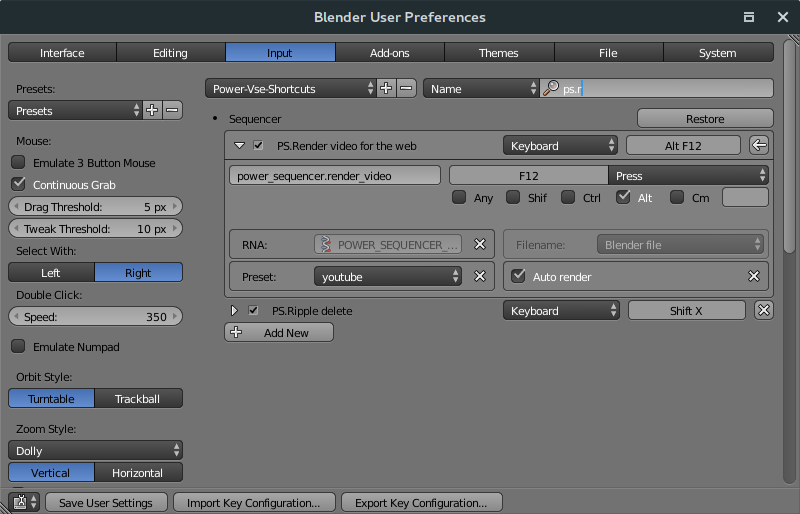 Blender User Preferences
Interface Editing Input Add-ons Themes File System
Presets:
Presets
Mouse:
Emulate 3 Button Mouse
Continuous Grab
Drag Threshold: 5 px
Tweak Threshold: 10 px
Select With:
Left Right
Double Click:
Speed: 350
Emulate Numpad
Orbit Style:
Turntable Trackball
Zoom Style:
Dolly
Vertical Horizontal
Power-Vse-Shortcuts Name ps.r
Sequencer Restore
PS.Render video for the web Keyboard Alt F12
power_sequencer.render_video F12 Press
Any Shif Ctrl Alt Cm
RNA: POWER_SEQUENCER_... Filename: Blender file
Preset: youtube Auto render
PS.Ripple delete Keyboard Shift X
Add New
Save User Settings Import Key Configuration... Export Key Configuration...